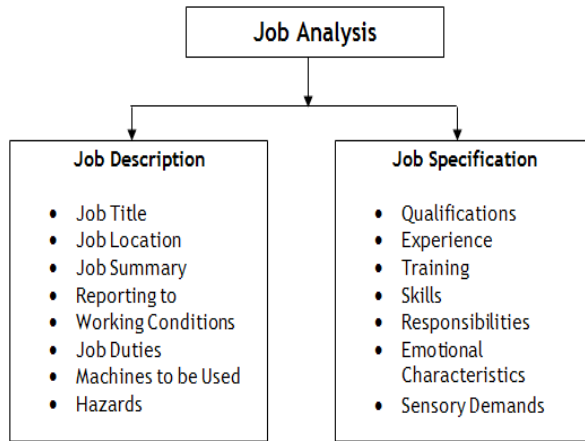 Job Analysis
Job Description
• Job Title
• Job Location
• Job Summary
• Reporting to
• Working Conditions
• Job Duties
• Machines to be Used
• Hazards
Job Specification
• Qualifications
• Experience
• Training
• Skills
• Responsibilities
• Emotional
Characteristics
• Sensory Demands